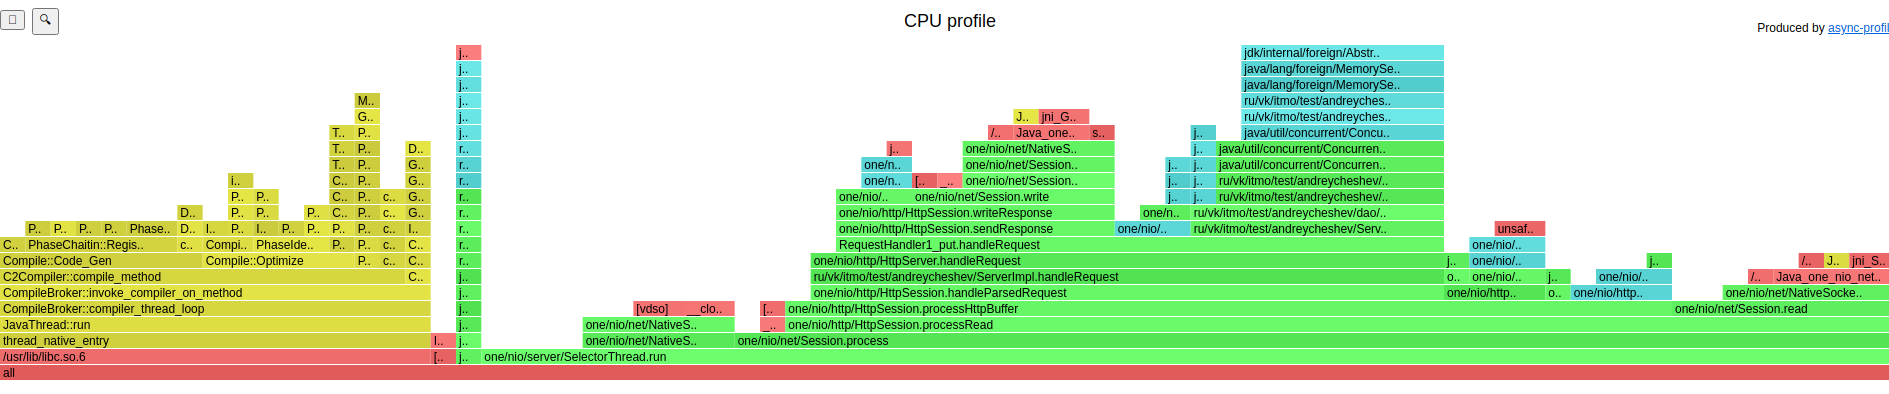 CPU profile
Produced by async-profil
j..
jdk/internal/foreign/Abstr..
j.. java/lang/foreign/MemorySe..
j.. java/lang/foreign/MemorySe..
M.. j.. ru/vk/itmo/test/andreyches..
G.. j.. J.. jni_G.. ru/vk/itmo/test/andreyches..
T.. P.. j.. /.. Java_one.. s.. j.. java/util/concurrent/Concu..
T.. P.. D.. r.. j.. one/nio/net/NativeS.. j.. java/util/concurrent/Concurren..
T.. P.. G.. r.. one/n.. one/nio/net/Session.. j.. j.. java/util/concurrent/Concurren..
i.. C.. P.. G.. r.. one/n.. [.. _.. one/nio/net/Session.. j.. j.. ru/vk/itmo/test/andreycheshev/..
P.. P.. C.. P.. c.. G.. r.. one/nio/.. one/nio/net/Session.write j.. j.. ru/vk/itmo/test/andreycheshev/..
D.. P.. P.. P.. C.. P.. c.. G.. r.. one/nio/http/HttpSession.writeResponse one/n.. ru/vk/itmo/test/andreycheshev/dao/..
P.. P.. P.. P.. Phase.. D.. I.. P.. I.. P.. P.. P.. P.. c.. I.. r.. one/nio/http/HttpSession.sendResponse one/nio/.. ru/vk/itmo/test/andreycheshev/Serv.. unsaf..
C.. PhaseChaitin::Regis.. c.. Compi.. PhaseIde.. P.. P.. c.. C.. r.. RequestHandler1_put.handleRequest one/nio/..
Compile::Code_Gen Compile::Optimize P.. c.. C.. r.. one/nio/http/HttpServer.handleRequest j.. one/nio/.. j.. /.. J.. jni_S..
C2Compiler::compile_method C.. j.. ru/vk/itmo/test/andreycheshev/ServerImpl.handleRequest o.. one/nio/.. j.. one/nio/.. /.. Java_one_nio_net..
CompileBroker::invoke_compiler_on_method j.. one/nio/http/HttpSession.handleParsedRequest one/nio/http.. o.. one/nio/http.. one/nio/net/NativeSocke..
CompileBroker::compiler_thread_loop j.. [vdso] __clo.. [.. one/nio/http/HttpSession.processHttpBuffer one/nio/net/Session.read
JavaThread::run j.. one/nio/net/NativeS.. _.. one/nio/http/HttpSession.processRead
thread_native_entry I.. j.. one/nio/net/NativeS.. one/nio/net/Session.process
/usr/lib/libc.so.6 [.. j.. one/nio/server/SelectorThread.run
all